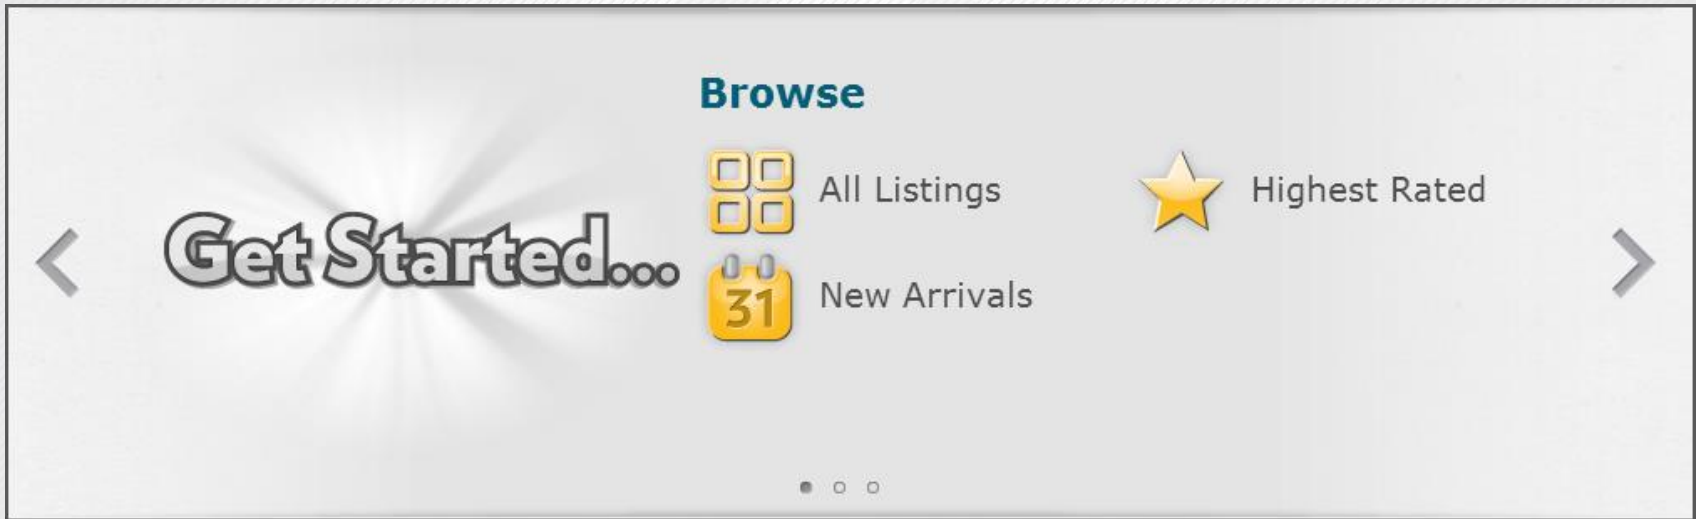 Browse
All Listings
Highest Rated
Get Started...
31
New Arrivals